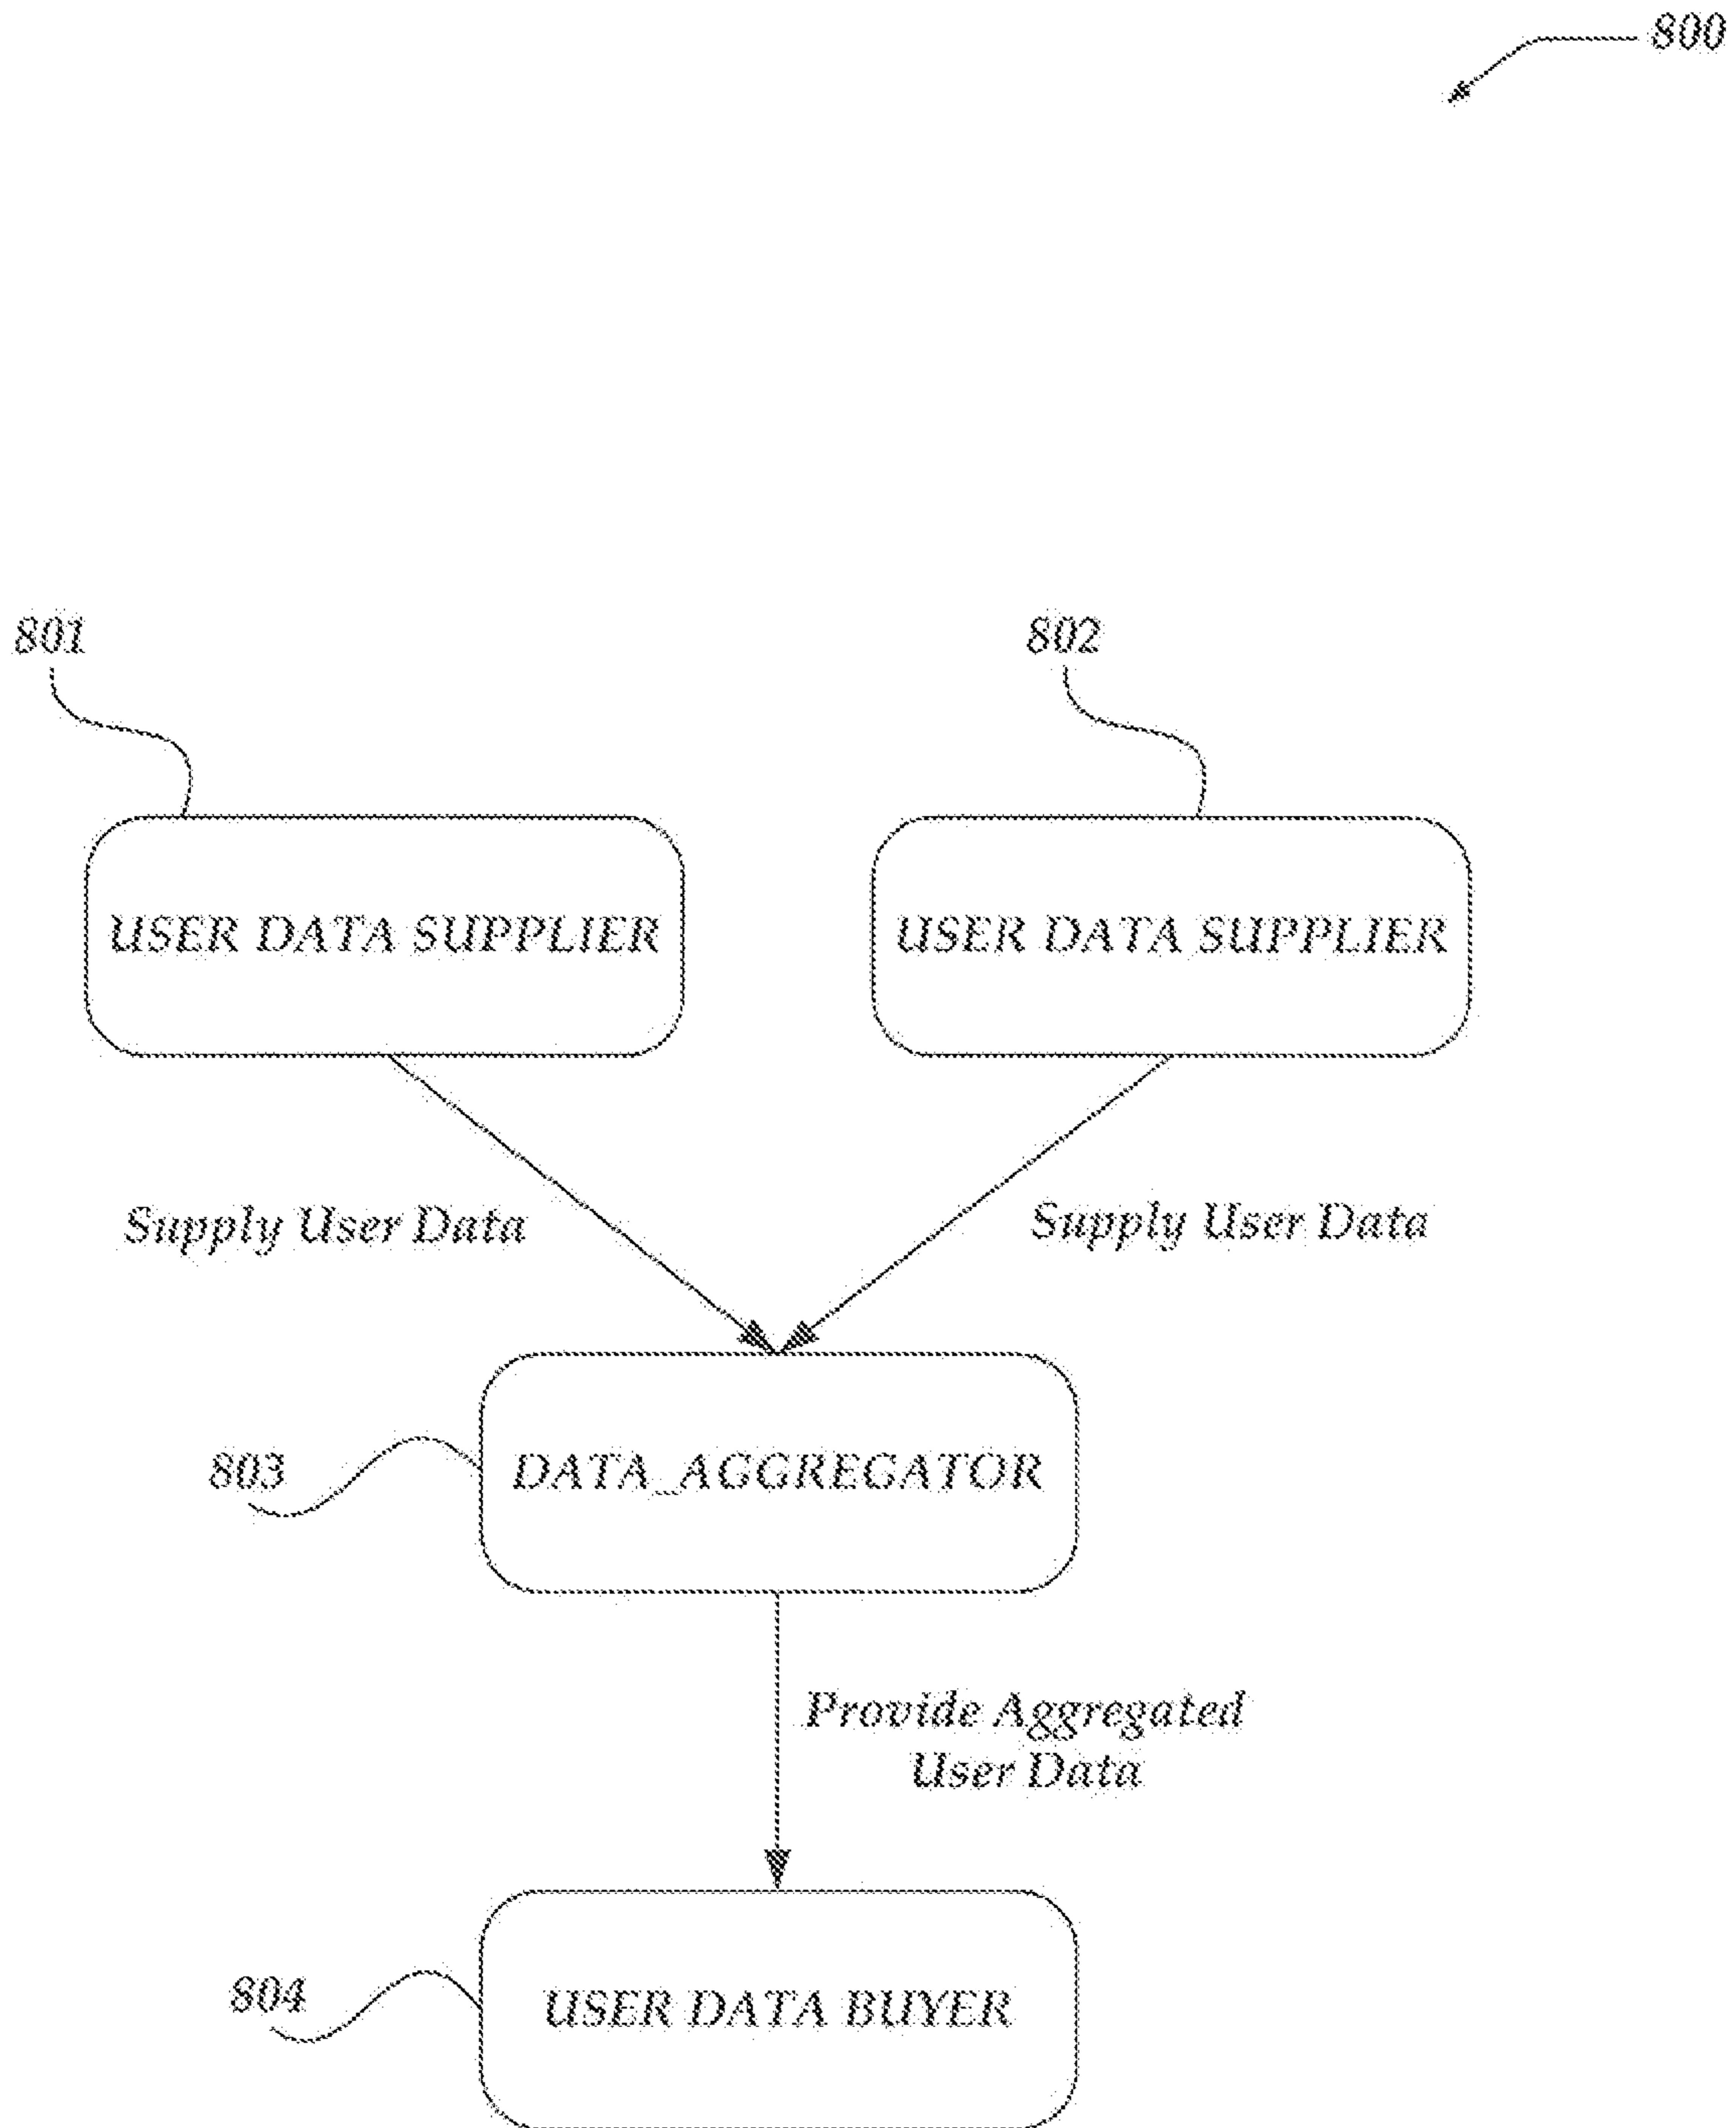 800
801
802
USER DATA SUPPLIER
USER DATA SUPPLIER
Supply User Data
Supply User Data
803
DATA_AGGREGATOR
Provide Aggregated
User Data
804
USER DATA BUYER